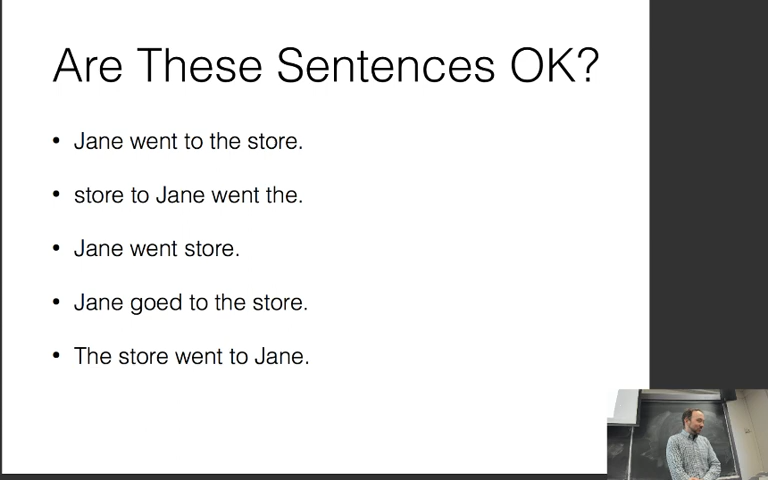 Are These Sentences OK?
• Jane went to the store.
• store to Jane went the.
• Jane went store.
• Jane goed to the store.
• The store went to Jane.